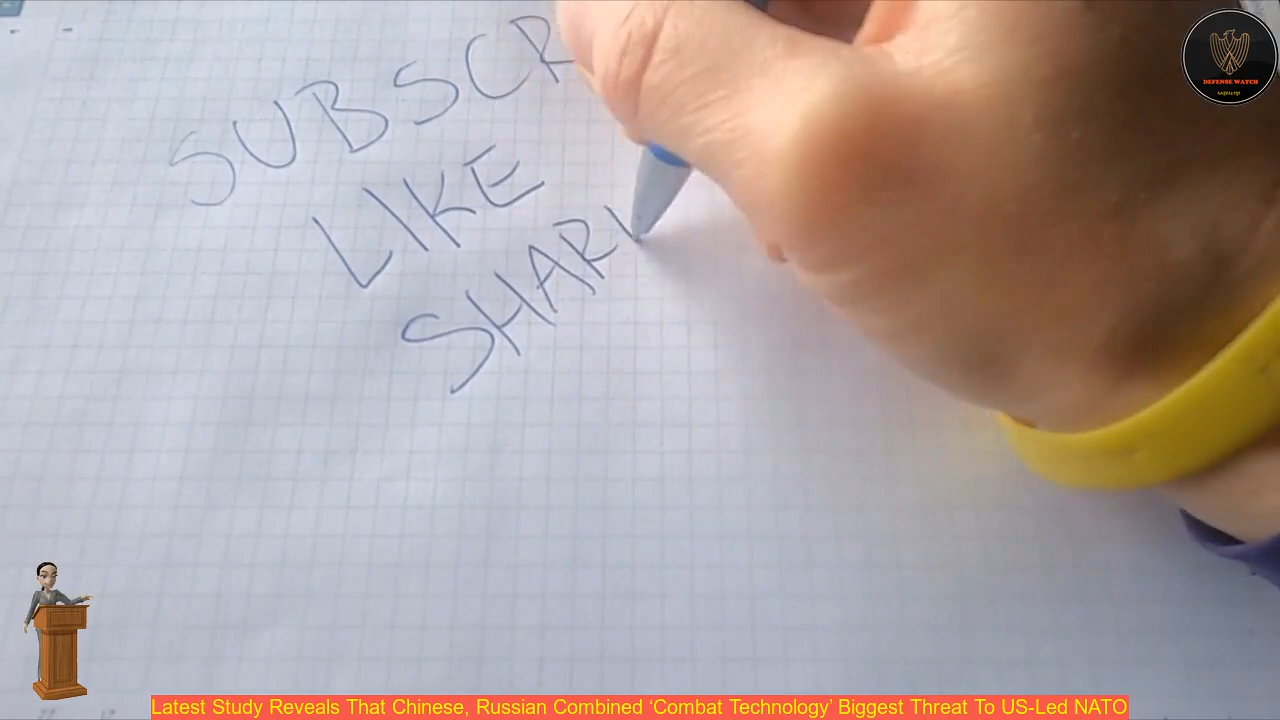 SUBSCR
LIKE
SHAR
DEFENSE WATCH
Latest Study Reveals That Chinese, Russian Combined ‘Combat Technology’ Biggest Threat To US-Led NATO